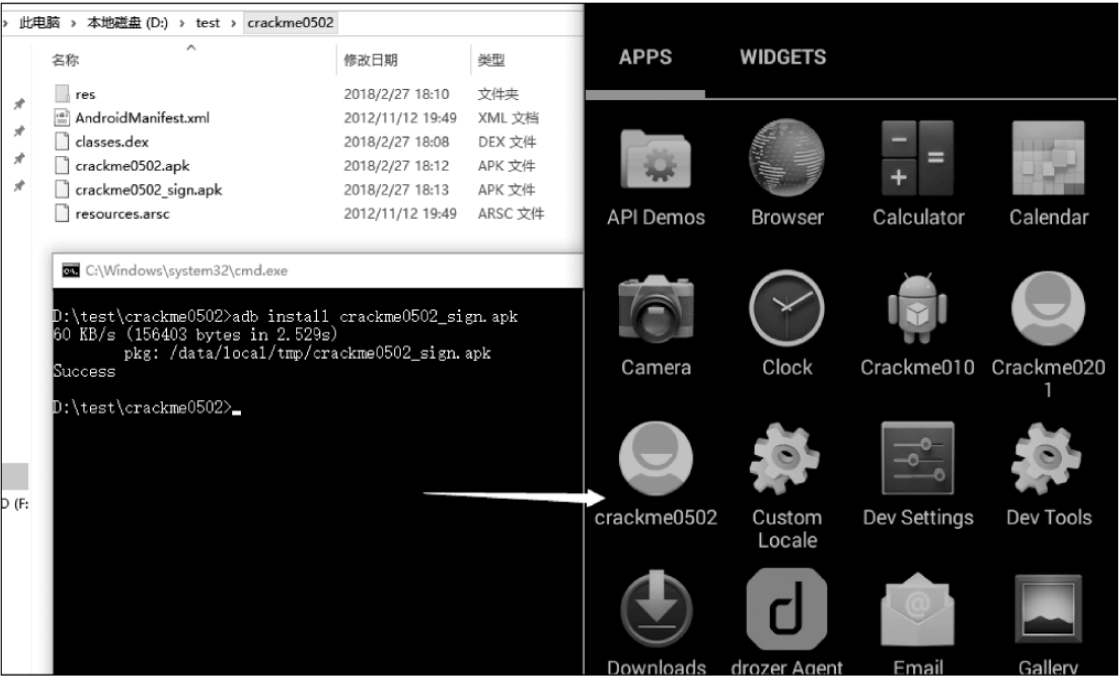 此电脑 › 本地磁盘 (D:) › test › crackme0502
名称 修改日期 类型
res 2018/2/27 18:10 文件夹
AndroidManifest.xml 2012/11/12 19:49 XML 文档
classes.dex 2018/2/27 18:08 DEX 文件
crackme0502.apk 2018/2/27 18:12 APK 文件
crackme0502_sign.apk 2018/2/27 18:13 APK 文件
resources.arsc 2012/11/12 19:49 ARSC 文件
D (F:
C:\Windows\system32\cmd.exe
D:\test\crackme0502>adb install crackme0502_sign.apk
60 KB/s (156403 bytes in 2.529s)
pkg: /data/local/tmp/crackme0502_sign.apk
Success
D:\test\crackme0502>
APPS WIDGETS
API Demos Browser Calculator Calendar
Camera Clock Crackme010 Crackme020
1
crackme0502 Custom Dev Settings Dev Tools
Locale
Downloads drozer Agent Email Gallery